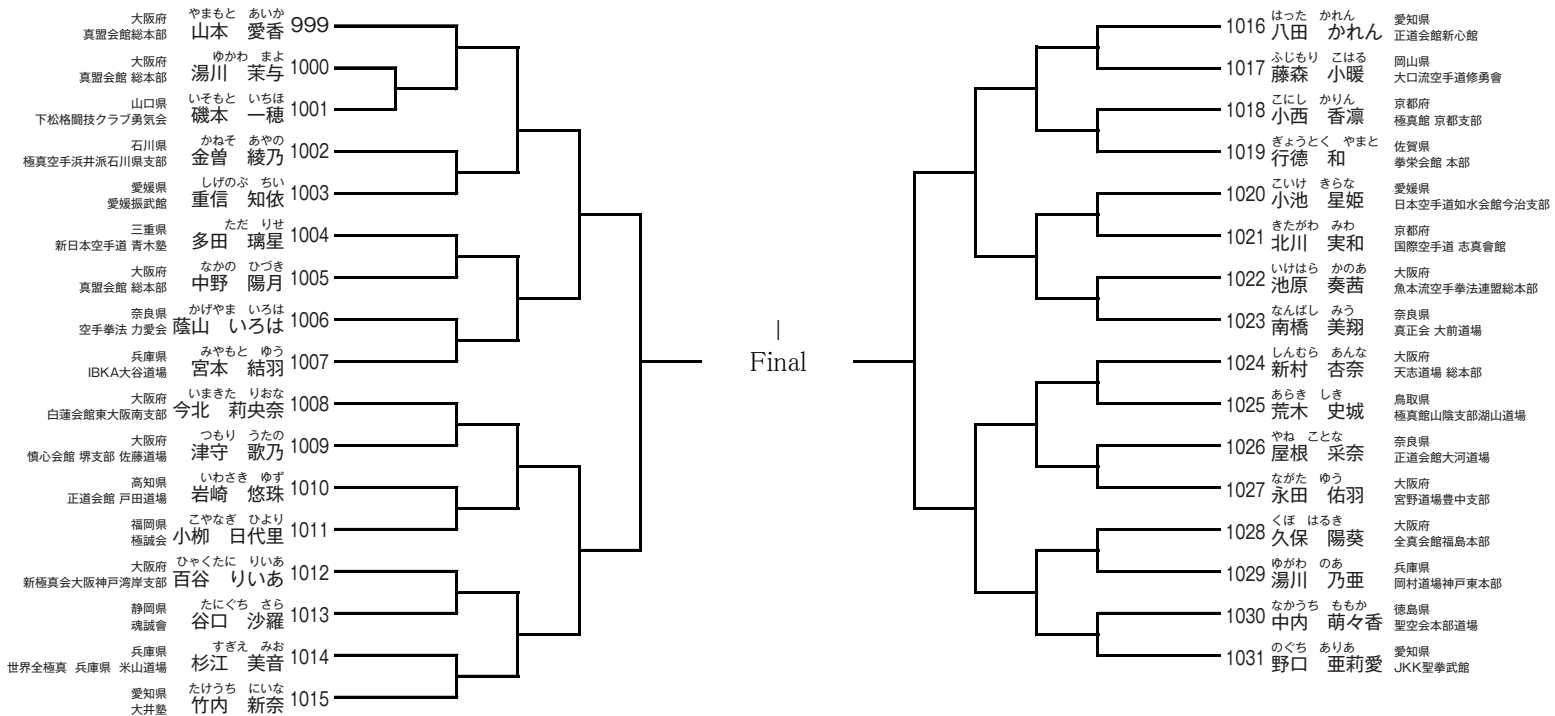 大阪府
真盟会館総本部
やまもと　あいか
山本　愛香 999
大阪府
真盟会館 総本部
ゆかわ　まよ
湯川　茉与 1000
山口県
下松格闘技クラブ勇気会
いそもと　いちほ
磯本　一穂 1001
石川県
極真空手浜井派石川県支部
かねそ　あやの
金曽　綾乃 1002
愛媛県
愛媛振武館
しげのぶ　ちい
重信　知依 1003
三重県
新日本空手道 青木塾
ただ　りせ
多田　璃星 1004
大阪府
真盟会館 総本部
なかの　ひづき
中野　陽月 1005
奈良県
空手拳法 力愛会
かげやま　いろは
蔭山　いろは 1006
兵庫県
IBKA大谷道場
みやもと　ゆう
宮本　結羽 1007
大阪府
白蓮会館東大阪南支部
いまきた　りおな
今北　莉央奈 1008
大阪府
慎心会館 堺支部 佐藤道場
つもり　うたの
津守　歌乃 1009
高知県
正道会館 戸田道場
いわさき　ゆず
岩崎　悠珠 1010
福岡県
極誠会
こやなぎ　ひより
小栁　日代里 1011
大阪府
新極真会大阪神戸湾岸支部
ひゃくたに　りいあ
百谷　りいあ 1012
静岡県
魂誠會
たにぐち　さら
谷口　沙羅 1013
兵庫県
世界全極真 兵庫県 米山道場
すぎえ　みお
杉江　美音 1014
愛知県
大井塾
たけうち　にいな
竹内　新奈 1015
|
Final
はった　かれん
1016 八田　かれん
愛知県
正道会館新心館
ふじもり　こはる
1017 藤森　小暖
岡山県
大口流空手道修勇會
こにし　かりん
1018 小西　香凛
京都府
極真館 京都支部
ぎょうとく　やまと
1019 行德　和
佐賀県
拳栄会館 本部
こいけ　きらな
1020 小池　星姫
愛媛県
日本空手道如水会館今治支部
きたがわ　みわ
1021 北川　実和
京都府
国際空手道 志真會館
いけはら　かのあ
1022 池原　奏茜
大阪府
魚本流空手拳法連盟総本部
なんばし　みう
1023 南橋　美翔
奈良県
真正会 大前道場
しんむら　あんな
1024 新村　杏奈
大阪府
天志道場 総本部
あらき　しき
1025 荒木　史城
鳥取県
極真館山陰支部湖山道場
やね　ことな
1026 屋根　采奈
奈良県
正道会館大河道場
ながた　ゆう
1027 永田　佑羽
大阪府
宮野道場豊中支部
くぼ　はるき
1028 久保　陽葵
大阪府
全真会館福島本部
ゆがわ　のあ
1029 湯川　乃亜
兵庫県
岡村道場神戸東本部
なかうち　ももか
1030 中内　萌々香
徳島県
聖空会本部道場
のぐち　ありあ
1031 野口　亜莉愛
愛知県
JKK聖拳武館